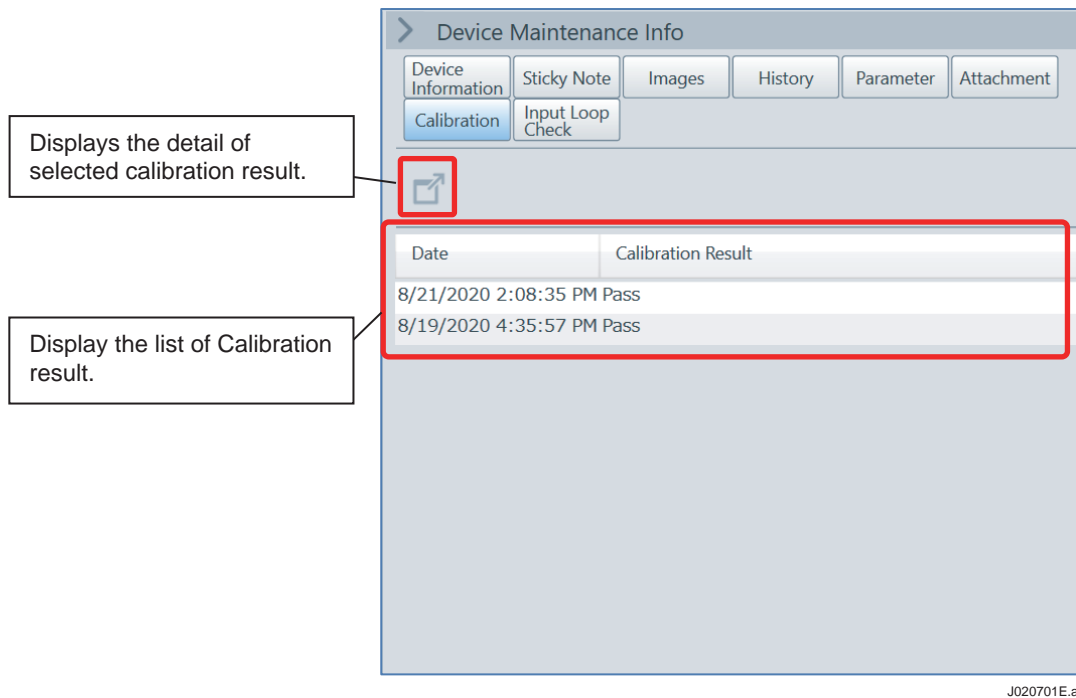 Device Maintenance Info
Device
Information
Sticky Note
Images
History
Parameter
Attachment
Calibration
Input Loop
Check
Displays the detail of
selected calibration result.
Date Calibration Result
8/21/2020 2:08:35 PM Pass
8/19/2020 4:35:57 PM Pass
Display the list of Calibration
result.
J020701E.a